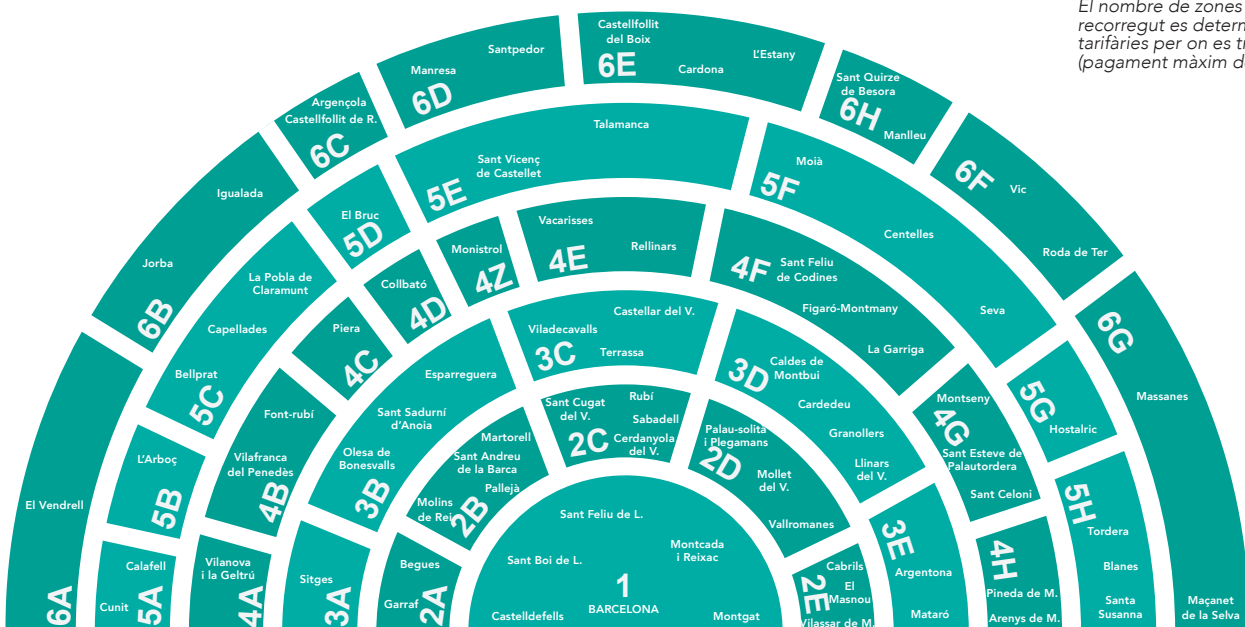 El nombre de zones
recorregut es determ
tarifàries per on es tr
(pagament màxim d
Castellfollit
del Boix
6E
Cardona
L'Estany
Santpedor
Manresa
6D
Argençola
Castellfollit de R.
6C
Sant Quirze
de Besora
6H
Manlleu
6F
Vic
Roda de Ter
Igualada
Jorba
6B
El Vendrell
6A
6G
Massanes
Maçanet
de la Selva
Talamanca
Sant Vicenç
de Castellet
5E
Moià
5F
Centelles
Seva
El Bruc
5D
La Pobla de
Claramunt
Capellades
Bellprat
5C
L'Arboç
5B
Calafell
Cunit
5A
5G
Hostalric
5H
Tordera
Blanes
Santa
Susanna
Vacarisses
4E
Rellinars
Monistrol
4Z
Collbató
4D
Piera
4C
Font-rubí
Vilafranca
del Penedès
4B
Vilanova
i la Geltrú
4A
4F
Sant Feliu
de Codines
Figaró-Montmany
La Garriga
Montseny
4G
Sant Esteve de
Palautordera
Sant Celoni
4H
Pineda de M.
Arenys de M.
Castellar del V.
Viladecavalls
3C
Terrassa
3D
Caldes de
Montbui
Cardedeu
Granollers
Llinars
del V.
Esparreguera
Sant Sadurní
d'Anoia
Olesa de
Bonesvalls
3B
Sitges
3A
3E
Argentona
Mataró
Sant Cugat
del V.
Rubí
Sabadell
2C
Cerdanyola
del V.
Palau-solità
i Plegamans
2D
Mollet
del V.
Vallromanes
Martorell
Sant Andreu
de la Barca
Pallejà
Molins
de Rei
2B
Begues
Garraf
2A
Cabrils
2E
El
Masnou
Vilassar de M.
Sant Feliu de L.
Montcada
i Reixac
Sant Boi de L.
1
BARCELONA
Castelldefells
Montgat